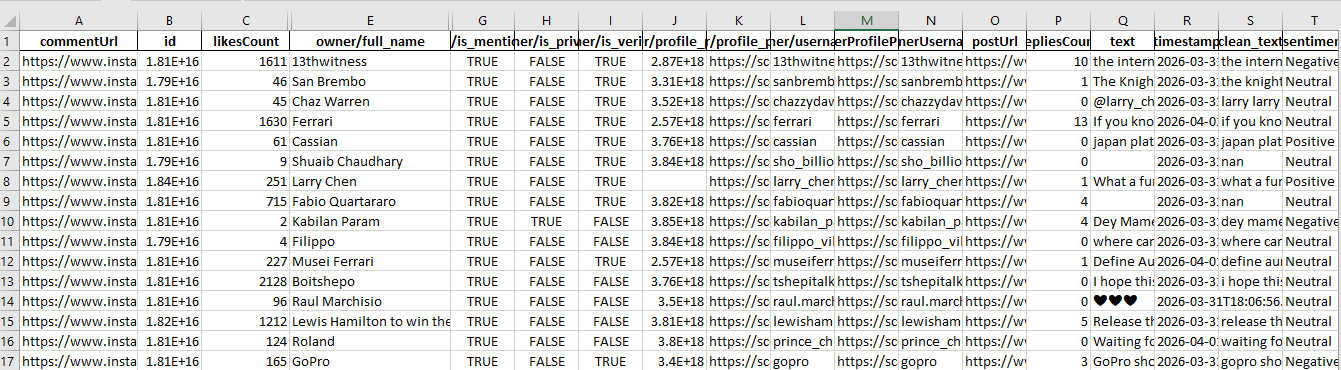 A B C E G H I J K L M N O P Q R S T
1 commentUrl id likesCount owner/full_name /is_mentic ner/is_priv er/is_veri r/profile_ r/profile_p ner/userna erProfileP nerUserna postUrl epliesCour text timestamp clean_text sentimen
2 https://www.insta 1.81E+16 1611 13thwitness TRUE FALSE TRUE 2.87E+18 https://sc 13thwitne https://sc 13thwitne https://w 10 the intern 2026-03-3 the intern Negative
3 https://www.insta 1.79E+16 46 San Brembo TRUE FALSE TRUE 3.31E+18 https://sc sanbremb https://sc sanbremb https://w 1 The Knigh 2026-03-3 the knight Neutral
4 https://www.insta 1.81E+16 45 Chaz Warren TRUE FALSE TRUE 3.52E+18 https://sc chazzydav https://sc chazzydav https://w 0 @larry_ch 2026-03-3 larry larry Neutral
5 https://www.insta 1.81E+16 1630 Ferrari TRUE FALSE TRUE 2.57E+18 https://sc ferrari https://sc ferrari https://w 13 If you kno 2026-04-0 if you kno Neutral
6 https://www.insta 1.81E+16 61 Cassian TRUE FALSE TRUE 3.76E+18 https://sc cassian https://sc cassian https://w 0 japan plat 2026-03-3 japan plat Positive
7 https://www.insta 1.79E+16 9 Shuaib Chaudhary TRUE FALSE TRUE 3.84E+18 https://sc sho_billio https://sc sho_billio https://w 0 2026-03-3 nan Neutral
8 https://www.insta 1.84E+16 251 Larry Chen TRUE FALSE TRUE https://sc larry_cher https://sc larry_cher https://w 1 What a fur 2026-03-3 what a fur Positive
9 https://www.insta 1.81E+16 715 Fabio Quartararo TRUE FALSE TRUE 3.82E+18 https://sc fabioquar https://sc fabioquar https://w 4 2026-03-3 nan Neutral
10 https://www.insta 1.81E+16 2 Kabilan Param TRUE TRUE FALSE 3.85E+18 https://sc kabilan_p https://sc kabilan_p https://w 4 Dey Mame 2026-03-3 dey mame Negative
11 https://www.insta 1.79E+16 4 Filippo TRUE FALSE FALSE 3.84E+18 https://sc filippo_vil https://sc filippo_vil https://w 0 where car 2026-03-3 where car Neutral
12 https://www.insta 1.81E+16 227 Musei Ferrari TRUE FALSE TRUE 2.57E+18 https://sc museiferr https://sc museiferr https://w 1 Define Au 2026-04-0 define au Neutral
13 https://www.insta 1.81E+16 2128 Boitshepo TRUE FALSE FALSE 3.76E+18 https://sc tshepitalk https://sc tshepitalk https://w 0 I hope thi 2026-03-3 i hope this Neutral
14 https://www.insta 1.81E+16 96 Raul Marchisio TRUE FALSE FALSE 3.5E+18 https://sc raul.marc https://sc raul.marc https://w 0 ♥♥♥ 2026-03-31T18:06:56. Neutral
15 https://www.insta 1.82E+16 1212 Lewis Hamilton to win the TRUE FALSE FALSE 3.81E+18 https://sc lewisham https://sc lewisham https://w 5 Release th 2026-03-3 release th Neutral
16 https://www.insta 1.81E+16 124 Roland TRUE FALSE FALSE 3.8E+18 https://sc prince_ch https://sc prince_ch https://w 0 Waiting fo 2026-04-0 waiting fo Neutral
17 https://www.insta 1.81E+16 165 GoPro TRUE FALSE TRUE 3.4E+18 https://sc gopro https://sc gopro https://w 3 GoPro sho 2026-03-3 gopro sho Negative